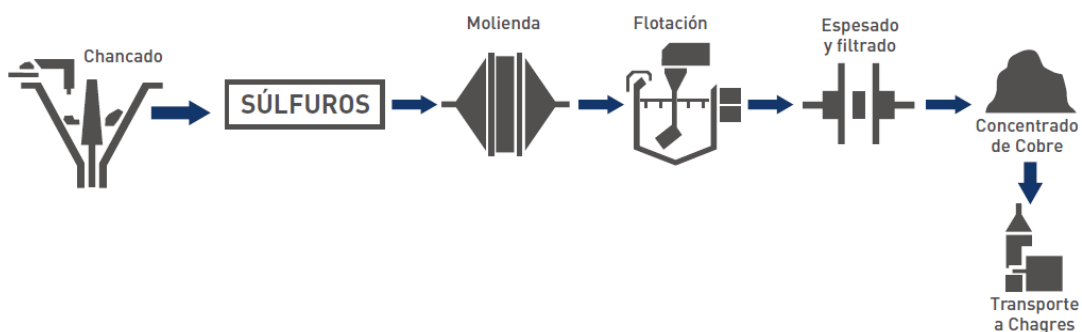 Chancado
SÚLFUROS
Molienda
Flotación
Espesado
y filtrado
Concentrado
de Cobre
Transporte
a Chagres